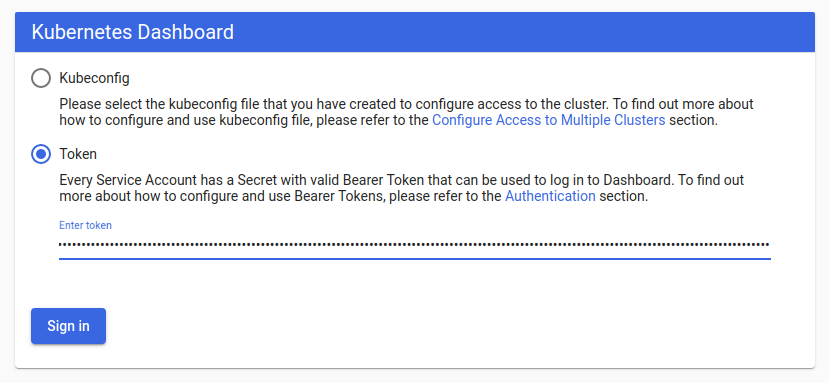 Kubernetes Dashboard
Kubeconfig
Please select the kubeconfig file that you have created to configure access to the cluster. To find out more about
how to configure and use kubeconfig file, please refer to the Configure Access to Multiple Clusters section.
Token
Every Service Account has a Secret with valid Bearer Token that can be used to log in to Dashboard. To find out
more about how to configure and use Bearer Tokens, please refer to the Authentication section.
Enter token
Sign in